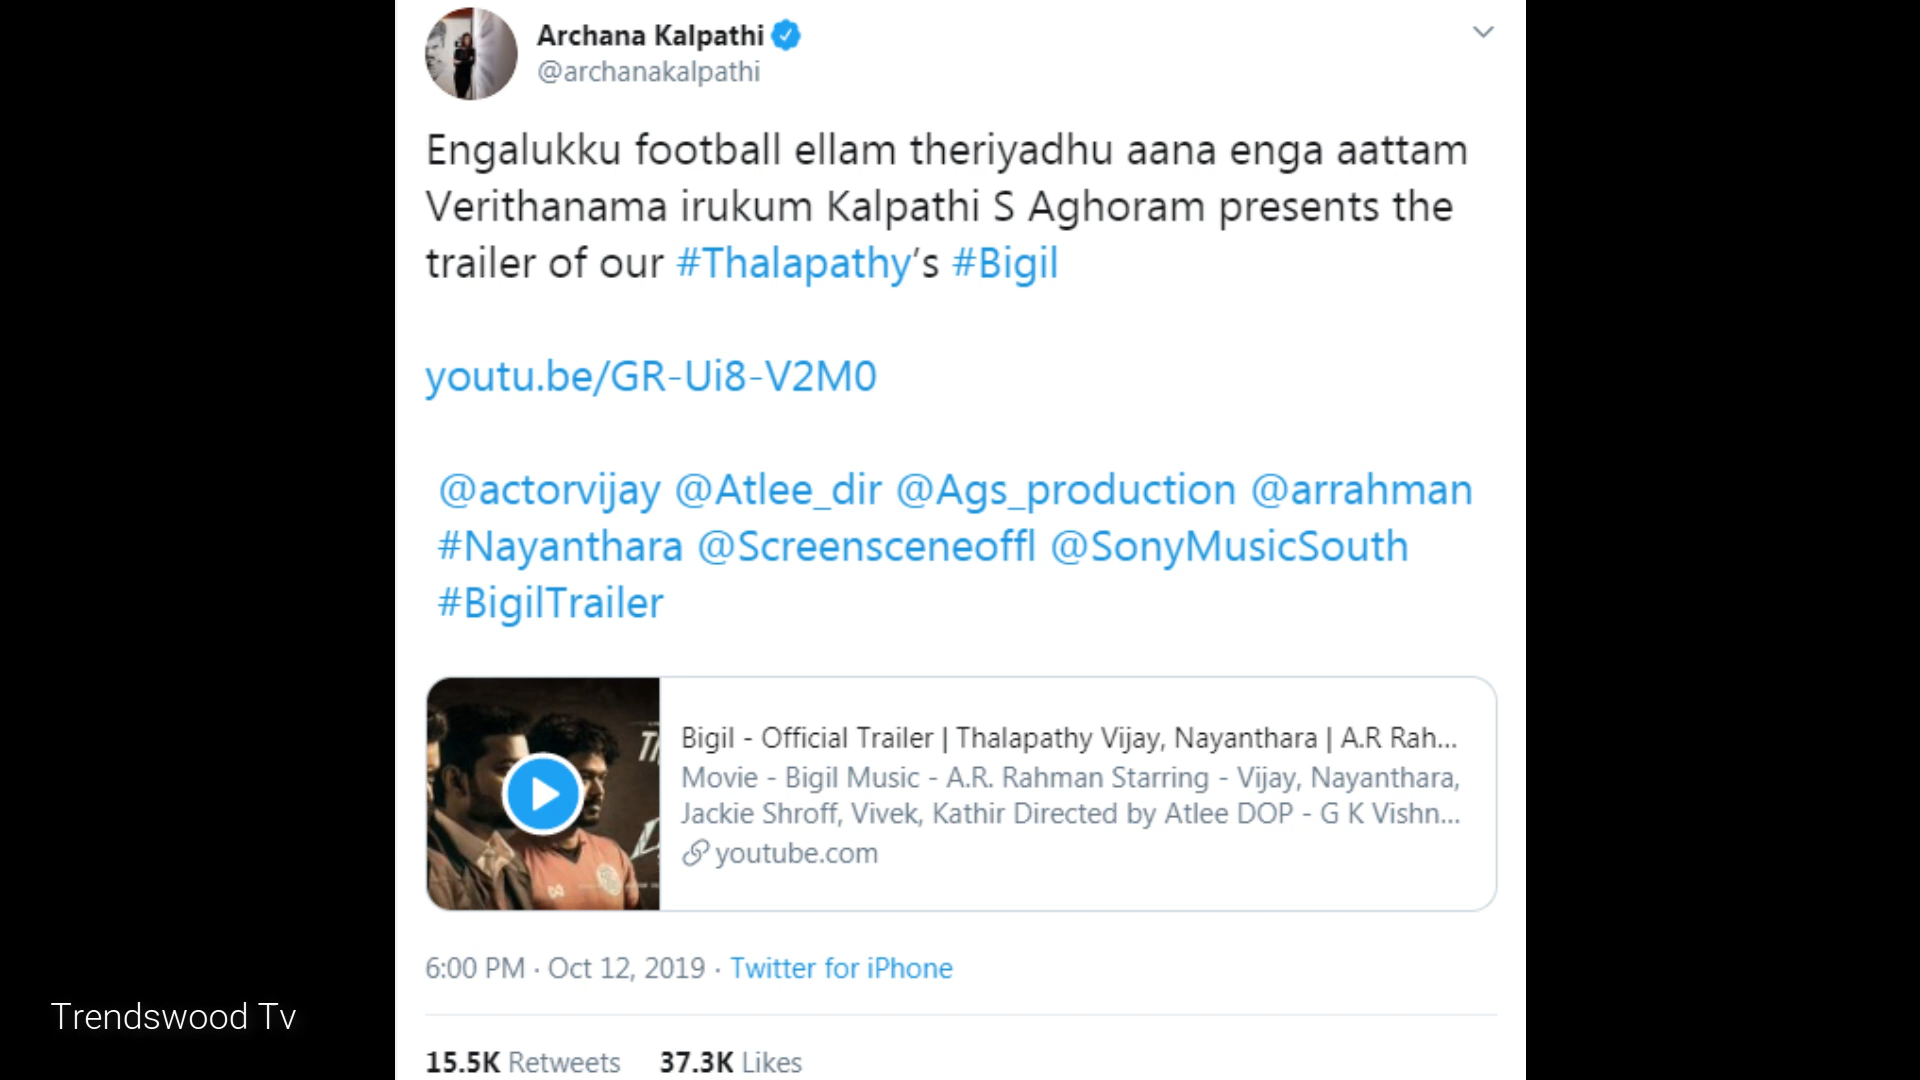 Archana Kalpathi
@archanakalpathi
Engalukku football ellam theriyadhu aana enga aattam
Verithanama irukum Kalpathi S Aghoram presents the
trailer of our #Thalapathy’s #Bigil
youtu.be/GR-Ui8-V2M0
@actorvijay @Atlee_dir @Ags_production @arrahman
#Nayanthara @Screensceneoffl @SonyMusicSouth
#BigilTrailer
Bigil - Official Trailer | Thalapathy Vijay, Nayanthara | A.R Rah...
Movie - Bigil Music - A.R. Rahman Starring - Vijay, Nayanthara,
Jackie Shroff, Vivek, Kathir Directed by Atlee DOP - G K Vishn...
youtube.com
6:00 PM · Oct 12, 2019 · Twitter for iPhone
Trendswood Tv
15.5K Retweets 37.3K Likes